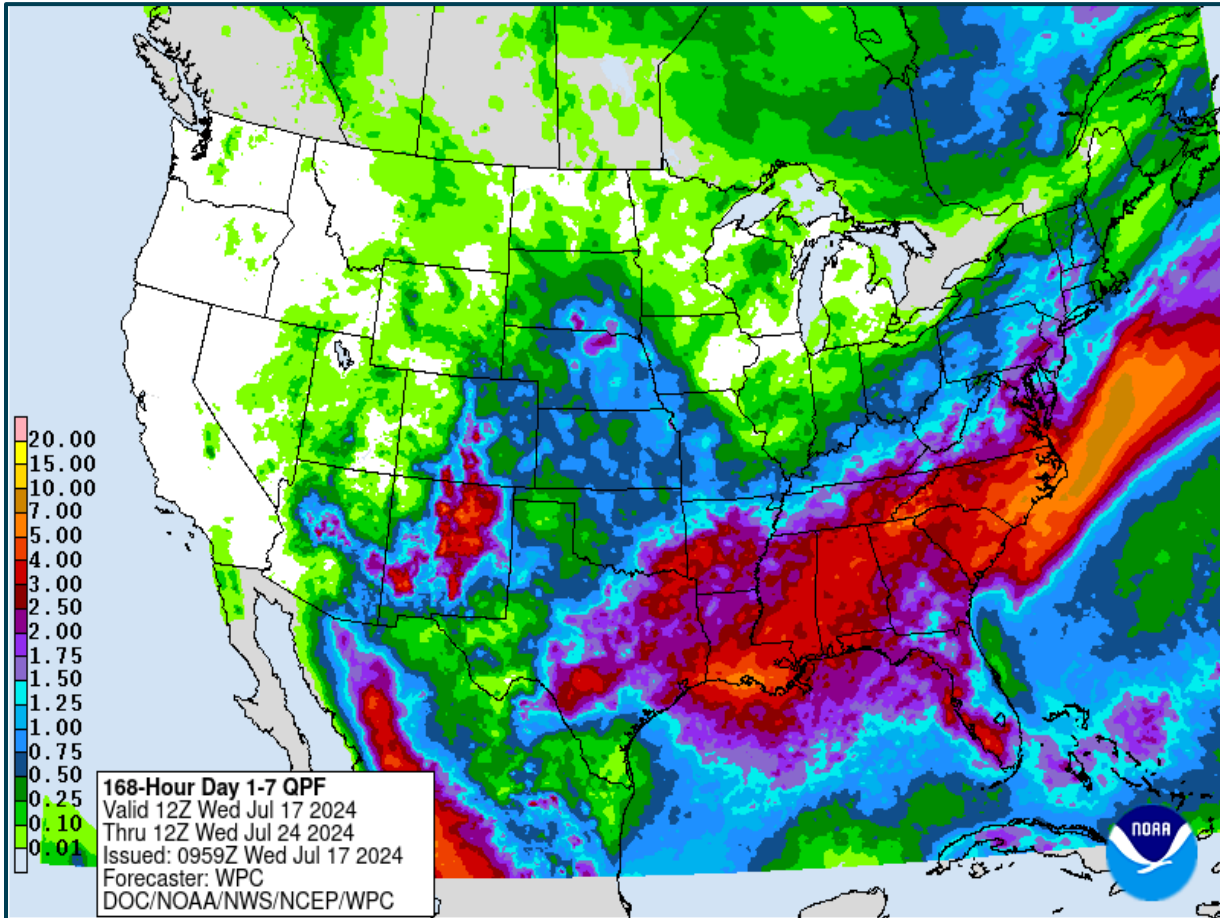 20.00
15.00
10.00
7.00
5.00
4.00
3.00
2.50
2.00
1.75
1.50
1.25
1.00
0.75
0.50
0.25
0.10
0.01
168-Hour Day 1-7 QPF
Valid 12Z Wed Jul 17 2024
Thru 12Z Wed Jul 24 2024
Issued: 0959Z Wed Jul 17 2024
Forecaster: WPC
DOC/NOAA/NWS/NCEP/WPC
NOAA